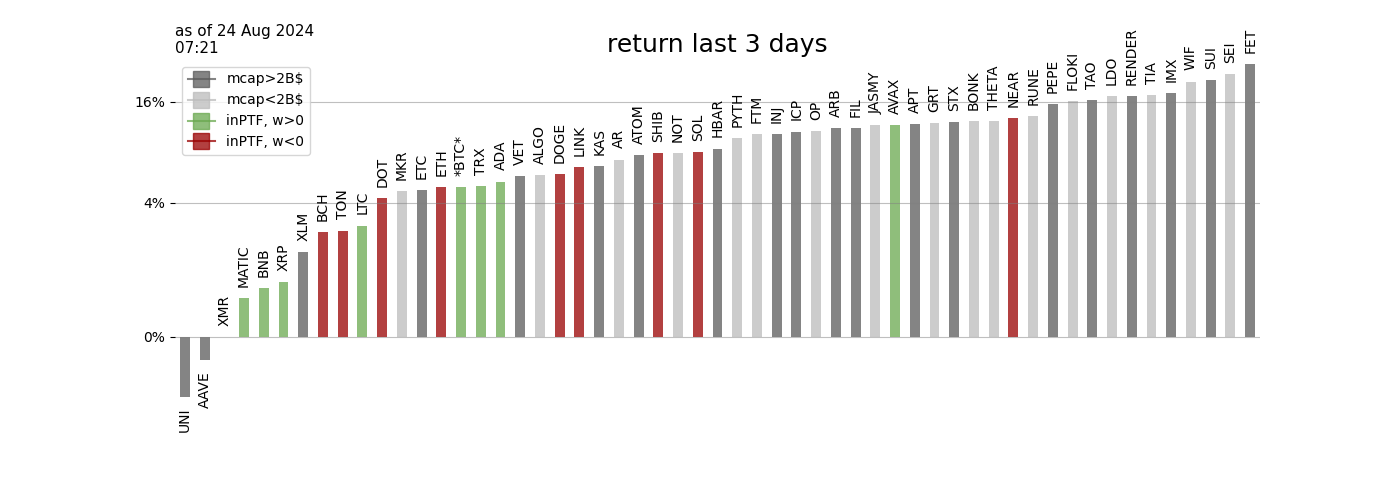 as of 24 Aug 2024
07:21
return last 3 days
mcap>2B$
mcap<2B$
inPTF, w>0
inPTF, w<0
16%
4%
0%
UNI
AAVE
XMR
MATIC
BNB
XRP
XLM
BCH
TON
LTC
DOT
MKR
ETC
ETH
*BTC*
TRX
ADA
VET
ALGO
DOGE
LINK
KAS
AR
ATOM
SHIB
NOT
SOL
HBAR
PYTH
FTM
INJ
ICP
OP
ARB
FIL
JASMY
AVAX
APT
GRT
STX
BONK
THETA
NEAR
RUNE
PEPE
FLOKI
TAO
LDO
RENDER
TIA
IMX
WIF
SUI
SEI
FET